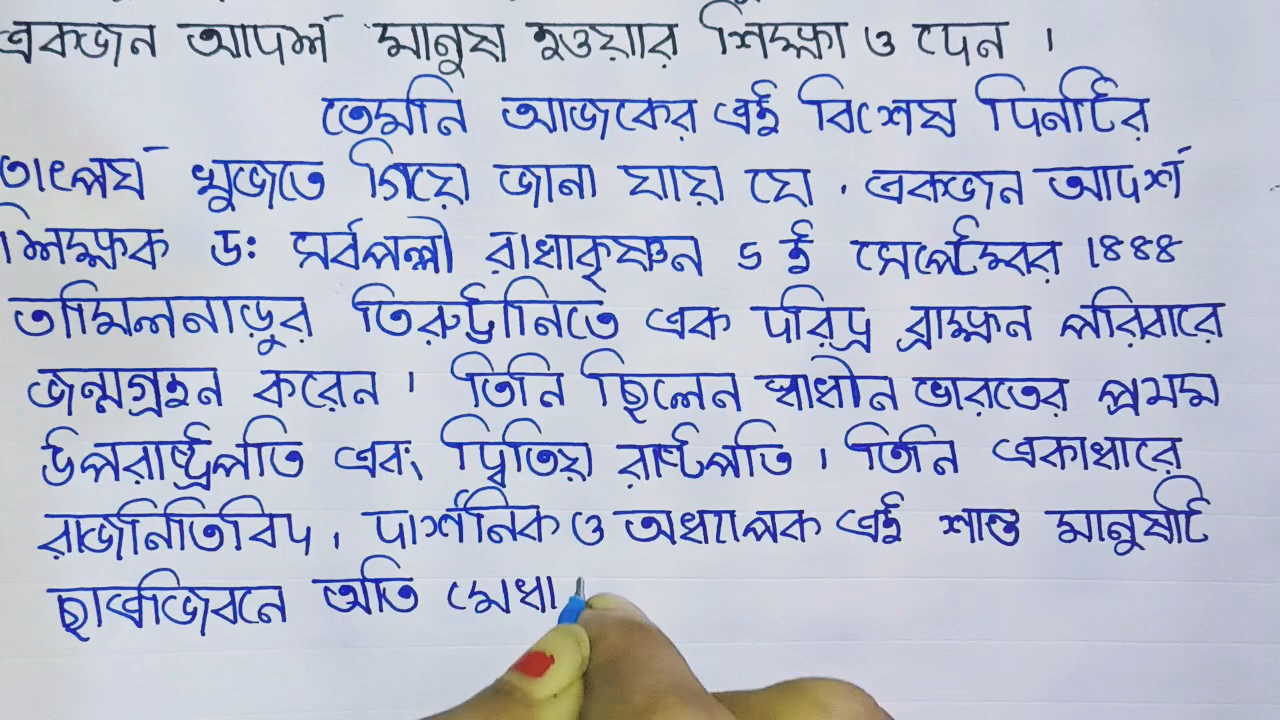 একজন আদর্শ মানুষ হওয়ার শিক্ষা ও দেন ।
তেমনি আজকের এই বিশেষ দিনটির
তাৎপর্য খুজতে গিয়ে জানা যায় যে , একজন আদর্শ
শিক্ষক ডঃ সর্বপল্লী রাধাকৃষ্ণন 5 ই সেপ্টেম্বর 1888
তামিলনাড়ুর তিরুত্তানিতে এক দরিদ্র ব্রাহ্মন পরিবারে
জন্মগ্রহন করেন । তিনি ছিলেন স্বাধীন ভারতের প্রথম
উপরাষ্ট্রপতি এবং দ্বিতিয় রাষ্টপতি । তিনি একাধারে
রাজনিতিবিদ , দার্শনিক ও অধ্যাপক এই শান্ত মানুষটি
ছাত্রজিবনে অতি মেধা